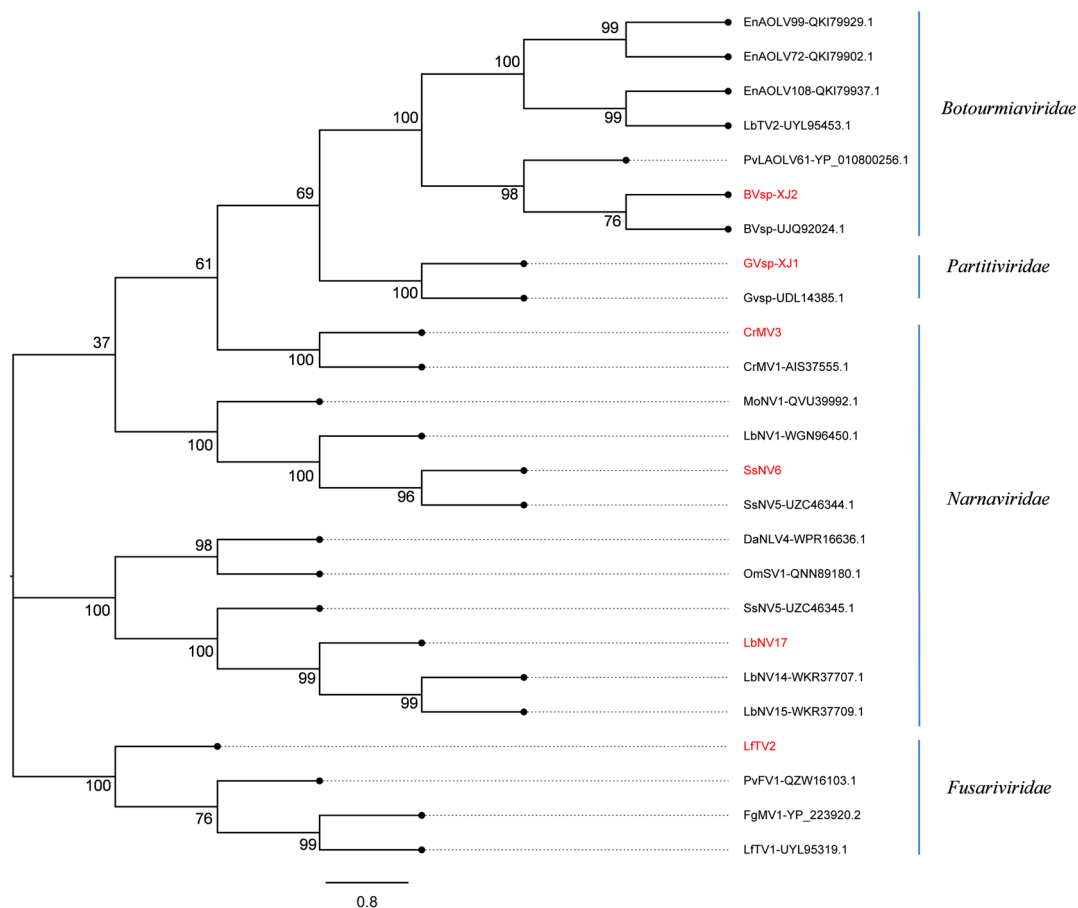 EnAOLV99-QKI79929.1
99
EnAOLV72-QKI79902.1
100
EnAOLV108-QKI79937.1
Botourmiaviridae
100
99
LbTV2-UYL95453.1
PvLAOLV61-YP_010800256.1
69
98
BVsp-XJ2
76
BVsp-UJQ92024.1
61
GVsp-XJ1
Partitiviridae
100
Gvsp-UDL14385.1
37
CrMV3
100
CrMV1-AIS37555.1
MoNV1-QVU39992.1
100
LbNV1-WGN96450.1
100
SsNV6
96
Narnaviridae
SsNV5-UZC46344.1
98
DaNLV4-WPR16636.1
OmSV1-QNN89180.1
100
SsNV5-UZC46345.1
100
LbNV17
99
LbNV14-WKR37707.1
99
LbNV15-WKR37709.1
LfTV2
100
PvFV1-QZW16103.1
Fusariviridae
76
FgMV1-YP_223920.2
99
LfTV1-UYL95319.1
0.8